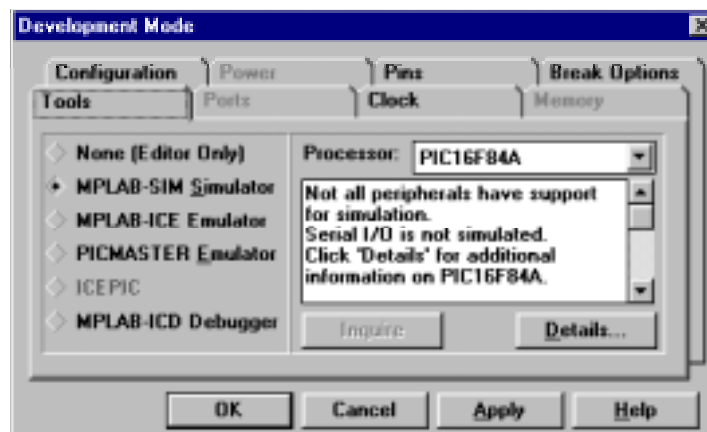 Development Mode
Configuration Power Pins Break Options
Tools Ports Clock Memory
None (Editor Only)
MPLAB-SIM Simulator
MPLAB-ICE Emulator
PICMASTER Emulator
ICEPIC
MPLAB-ICD Debugger
Processor: PIC16F84A
Not all peripherals have support
for simulation.
Serial I/O is not simulated.
Click 'Details' for additional
information on PIC16F84A.
Inquire Details...
OK Cancel Apply Help